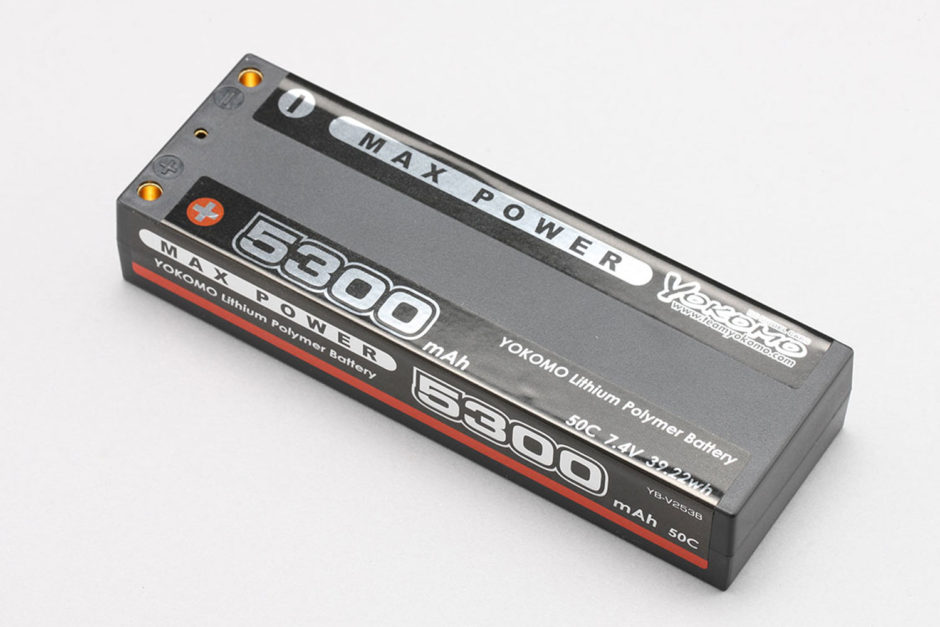 MAX POWER
YOKOMO
www.teamyokomo.com
5300 mAh
YOKOMO Lithium Polymer Battery
50C 7.4V 39.22wh
MAX POWER
YOKOMO Lithium Polymer Battery
5300 mAh 50C
YB-V253B